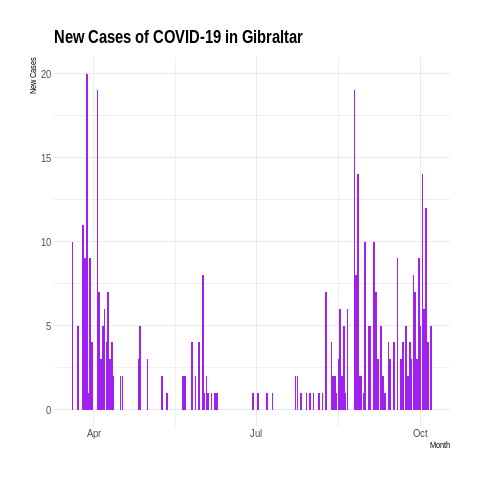 New Cases of COVID-19 in Gibraltar
New Cases
20
15
10
5
0
Apr
Jul
Oct
Month